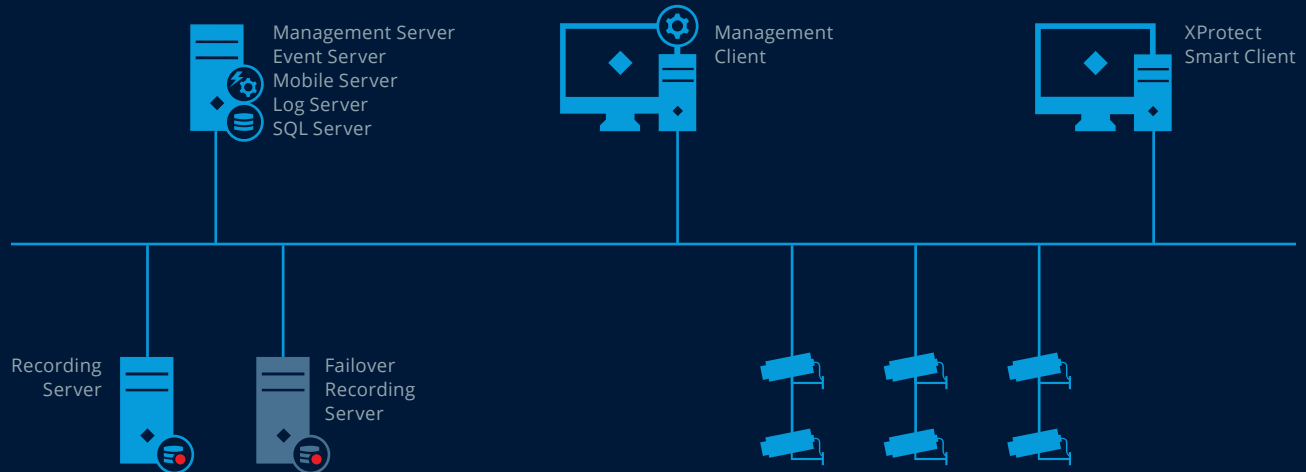 Management Server
Event Server
Mobile Server
Log Server
SQL Server
Management
Client
XProtect
Smart Client
Recording
Server
Failover
Recording
Server